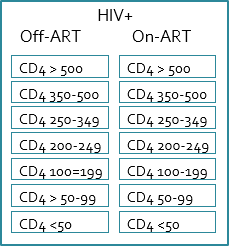 HIV+
Off-ART On-ART
CD4 > 500 CD4 > 500
CD4 350-500 CD4 350-500
CD4 250-349 CD4 250-349
CD4 200-249 CD4 200-249
CD4 100=199 CD4 100-199
CD4 > 50-99 CD4 50-99
CD4 <50 CD4 <50